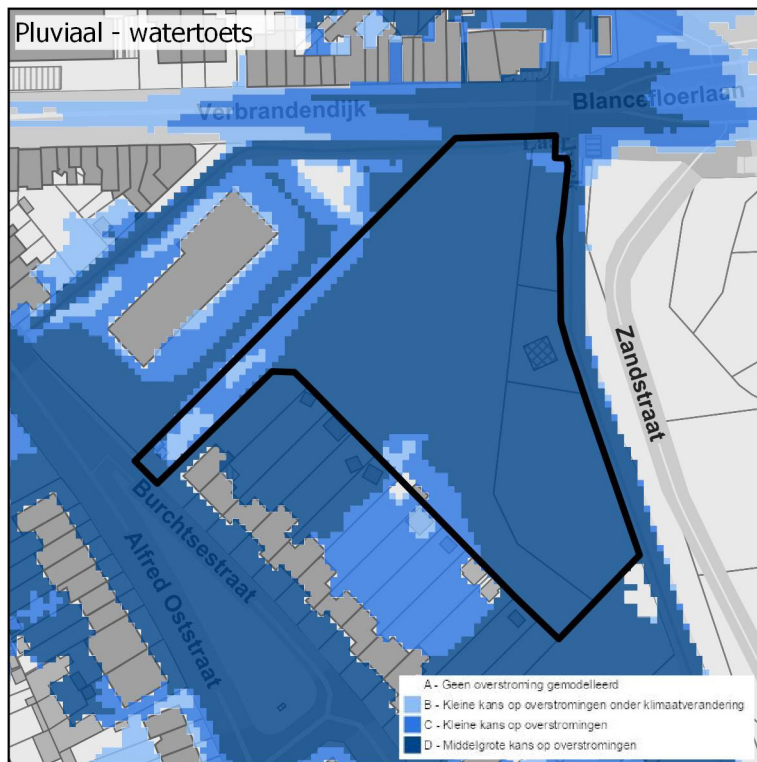 Pluviaal - watertoets
Verbrandendijk
Blancefloerlaan
Zandstraat
Burchtsestraat
Alfred Oststraat
A - Geen overstroming gemodelleerd
B - Kleine kans op overstromingen onder klimaatverandering
C - Kleine kans op overstromingen
D - Middelgrote kans op overstromingen